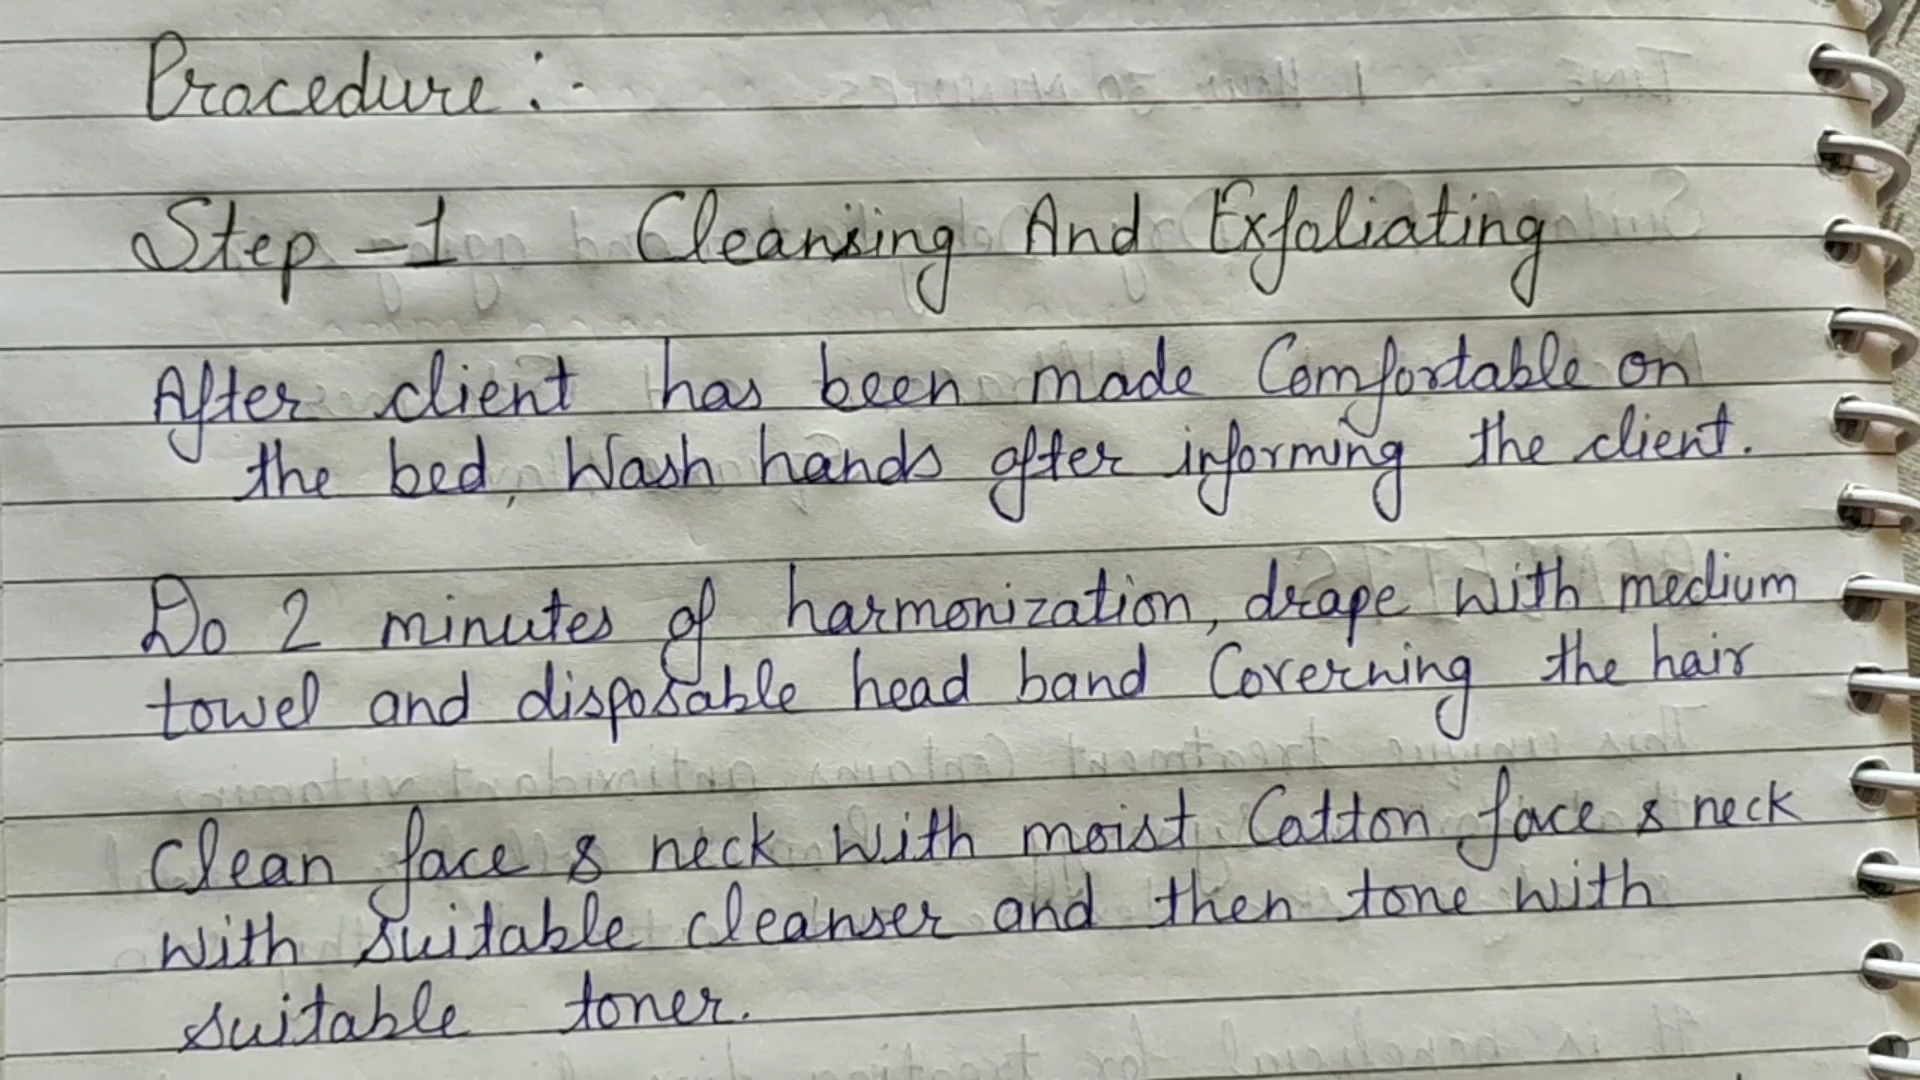 Procedure :-
Step - 1 Cleansing And Exfoliating
After client has been made Comfortable on
the bed, Wash hands after informing the client.
Do 2 minutes of harmonization, drape with medium
towel and disposable head band Coverning the hair
Clean face & neck with moist Cotton face & neck
with suitable cleanser and then tone with
suitable toner.